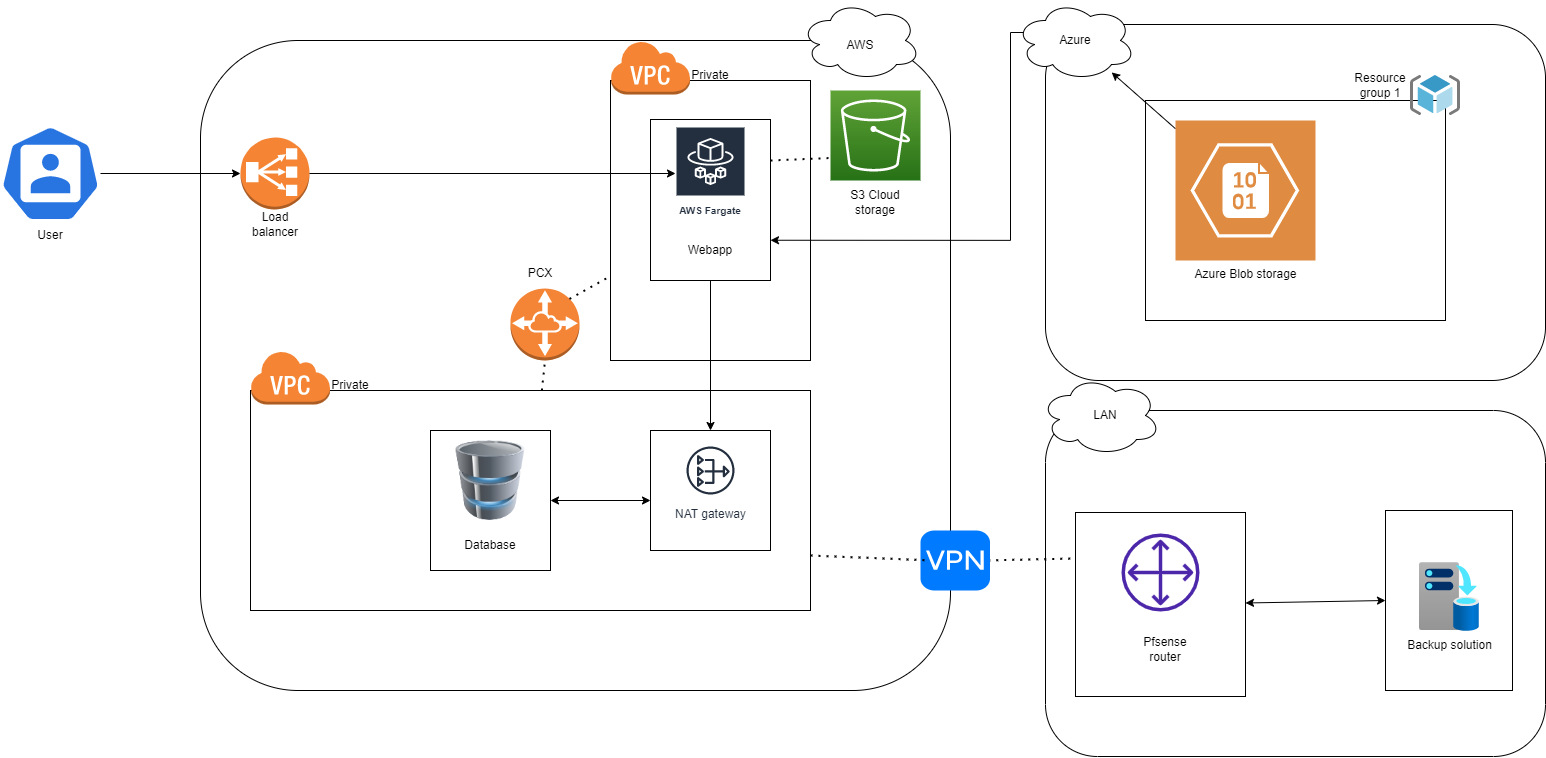 AWS
Azure
VPC
Private
Resource
group 1
10
01
AWS Fargate
S3 Cloud
storage
User
Load
balancer
Webapp
Azure Blob storage
PCX
VPC
Private
LAN
NAT gateway
Database
VPN
Pfsense
router
Backup solution